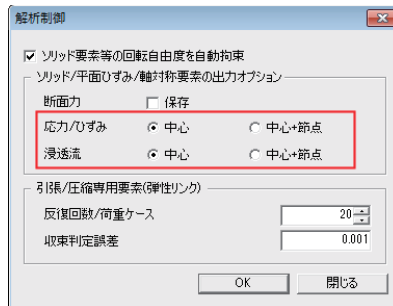 解析制御
ソリッド要素等の回転自由度を自動拘束
ソリッド/平面ひずみ/軸対称要素の出力オプション
断面力 保存
応力/ひずみ 中心 中心+節点
浸透流 中心 中心+節点
引張/圧縮専用要素(弾性リンク)
反復回数/荷重ケース 20
収束判定誤差 0.001
OK 閉じる